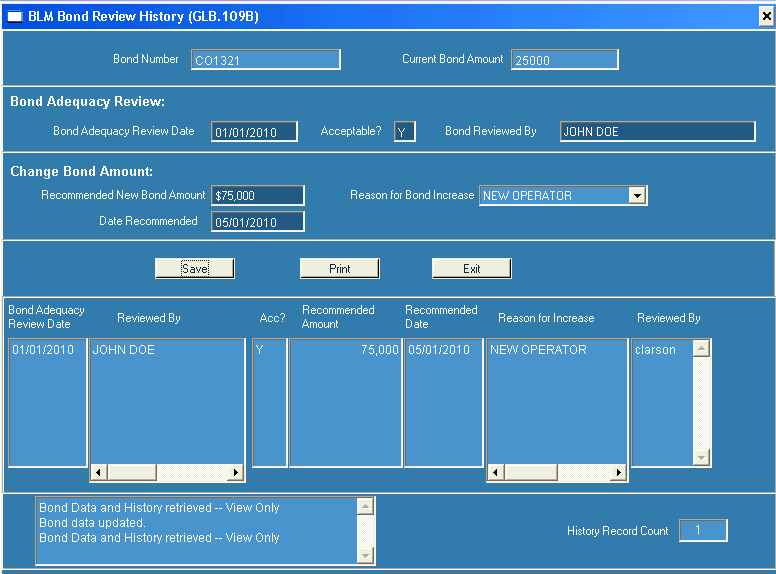 BLM Bond Review History (GLB.109B)
Bond Number CO1321 Current Bond Amount 25000
Bond Adequacy Review:
Bond Adequacy Review Date 01/01/2010 Acceptable? Y Bond Reviewed By JOHN DOE
Change Bond Amount:
Recommended New Bond Amount $75,000 Reason for Bond Increase NEW OPERATOR
Date Recommended 05/01/2010
Save Print Exit
Bond Adequacy Review Date Reviewed By Acc? Recommended Amount Recommended Date Reason for Increase Reviewed By
01/01/2010 JOHN DOE Y 75,000 05/01/2010 NEW OPERATOR clarson
Bond Data and History retrieved -- View Only
Bond data updated.
Bond Data and History retrieved -- View Only
History Record Count 1